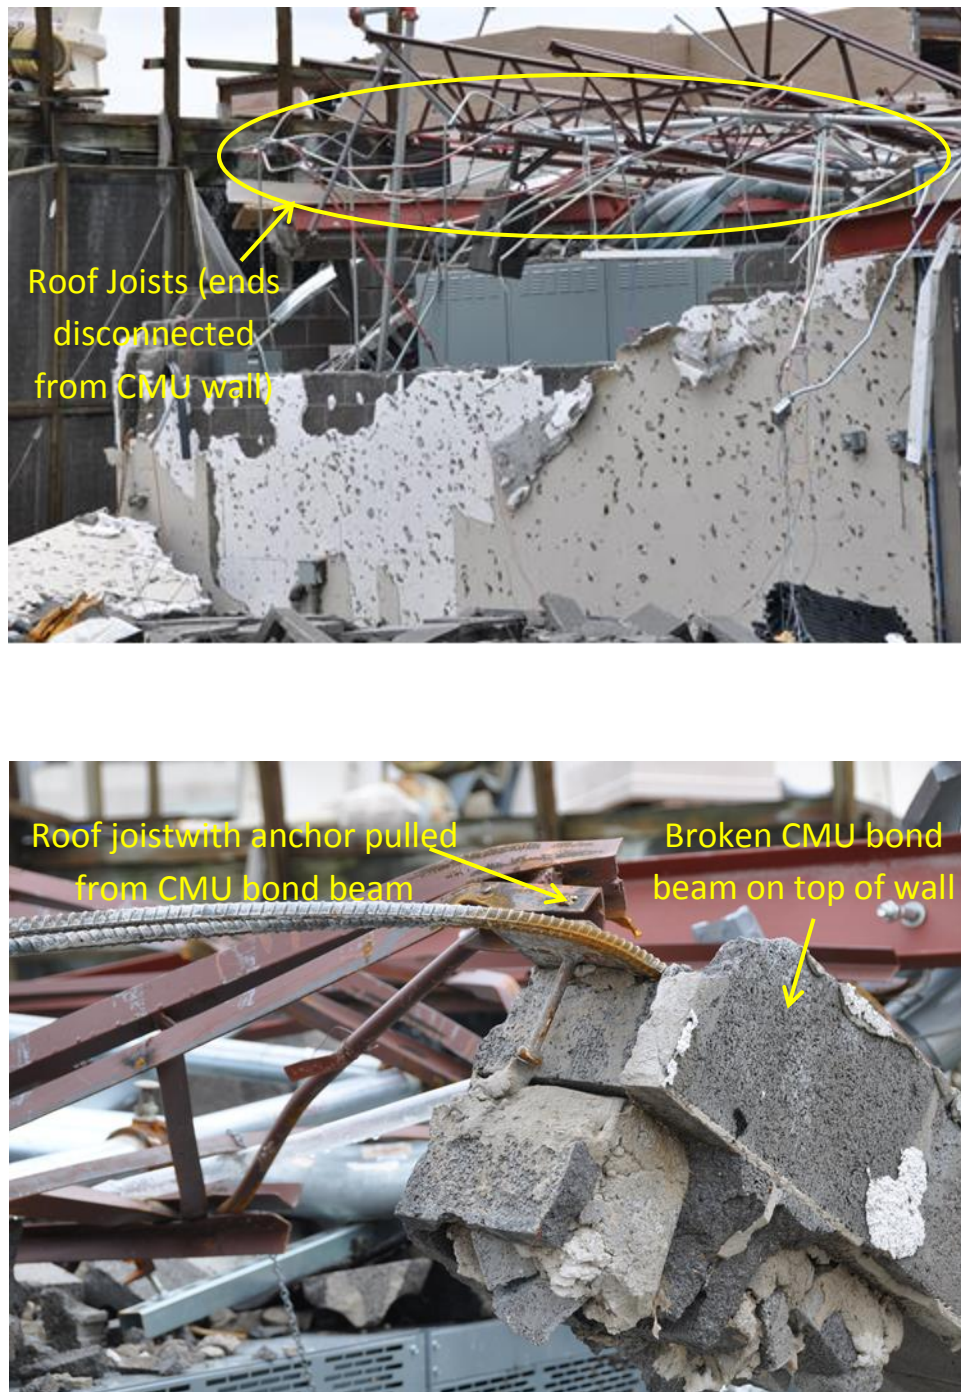 Roof Joists (ends
disconnected
from CMU wall)
Roof joistwith anchor pulled
from CMU bond beam
Broken CMU bond
beam on top of wall